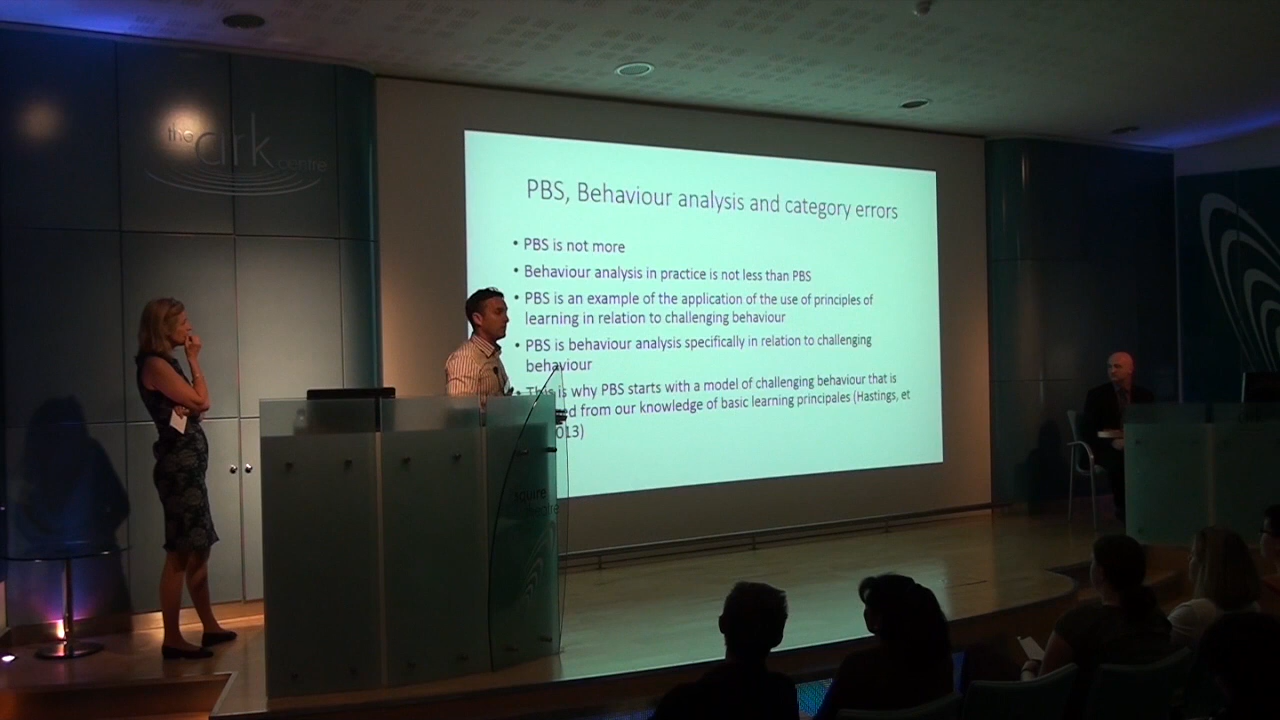 the ark centre
PBS, Behaviour analysis and category errors
• PBS is not more
• Behaviour analysis in practice is not less than PBS
• PBS is an example of the application of the use of principles of
learning in relation to challenging behaviour
• PBS is behaviour analysis specifically in relation to challenging
behaviour
• This is why PBS starts with a model of challenging behaviour that is
from our knowledge of basic learning principales (Hastings, et
013)